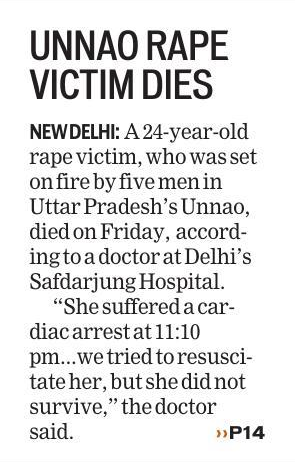 UNNAO RAPE
VICTIM DIES
NEW DELHI: A 24-year-old
rape victim, who was set
on fire by five men in
Uttar Pradesh’s Unnao,
died on Friday, accord-
ing to a doctor at Delhi’s
Safdarjung Hospital.
“She suffered a car-
diac arrest at 11:10
pm...we tried to resusci-
tate her, but she did not
survive,” the doctor
said. ››P14